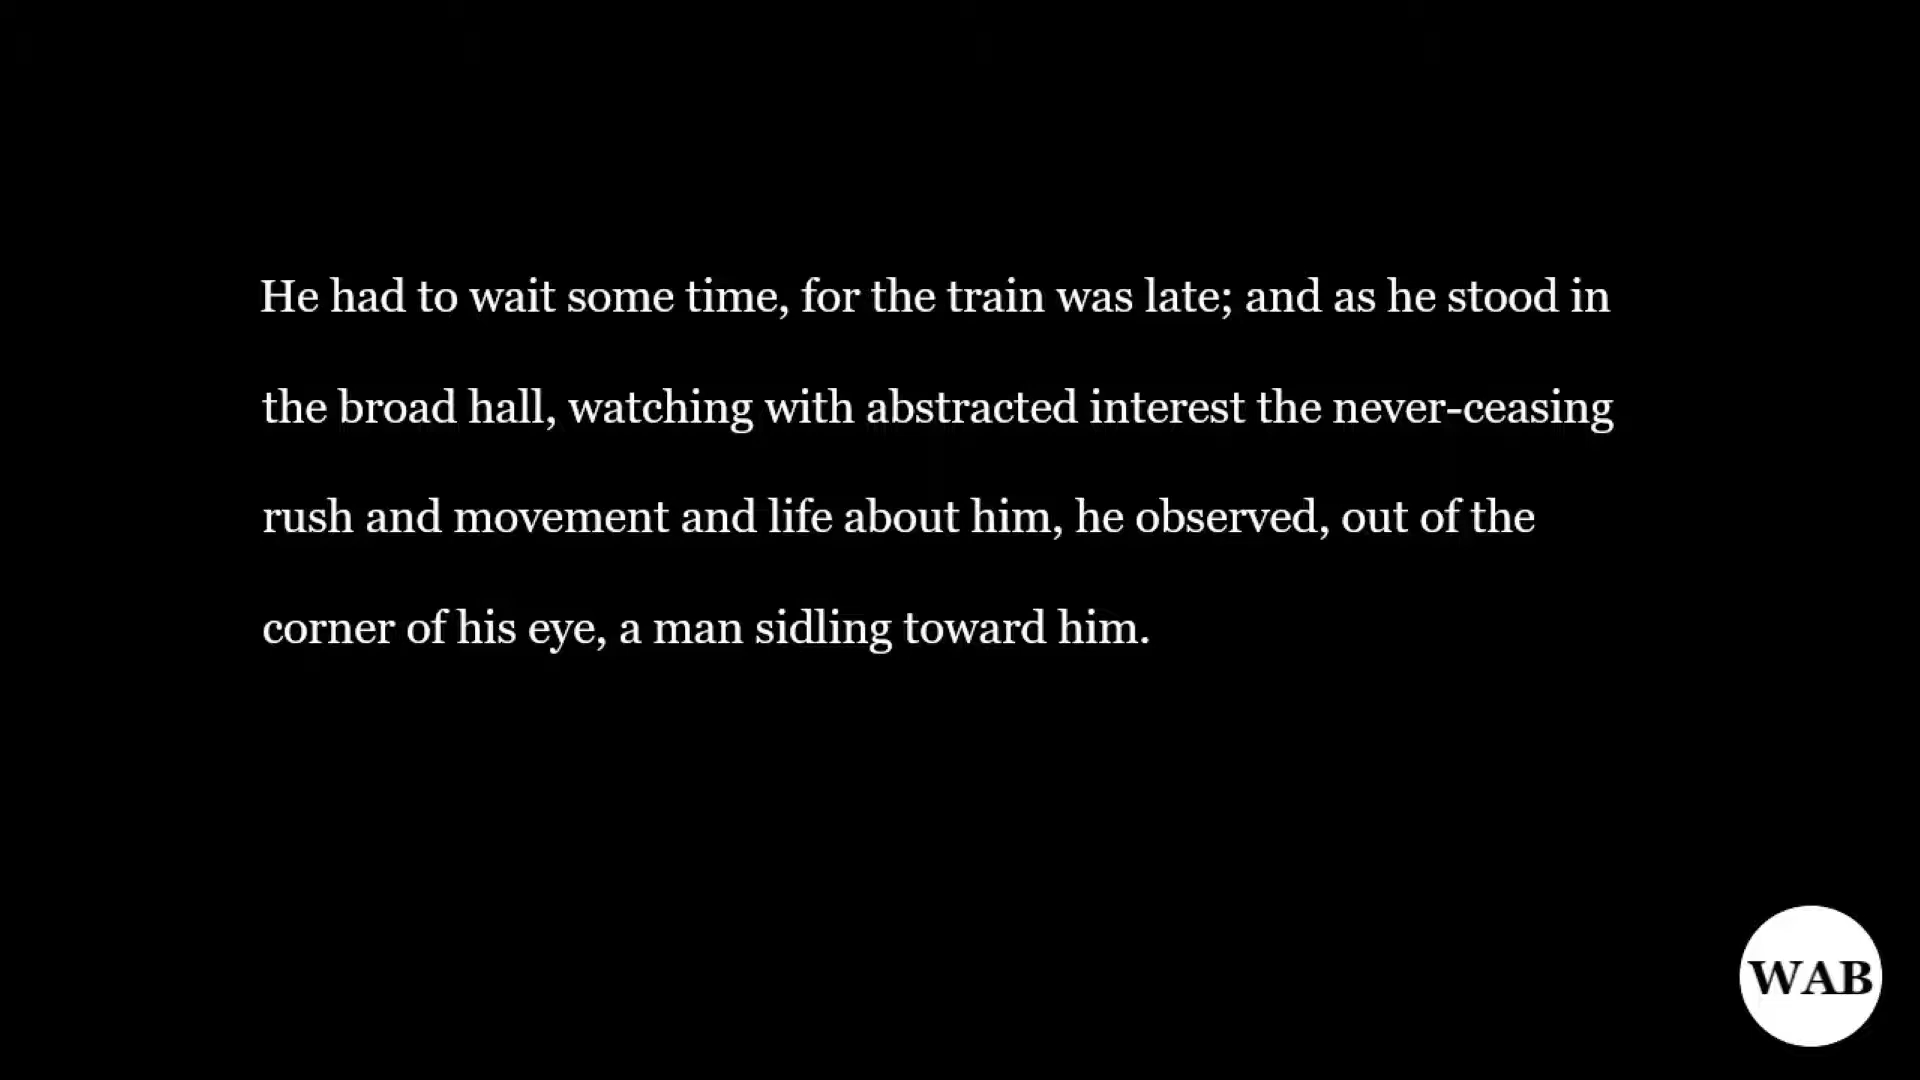 He had to wait some time, for the train was late; and as he stood in
the broad hall, watching with abstracted interest the never-ceasing
rush and movement and life about him, he observed, out of the
corner of his eye, a man sidling toward him.
WAB